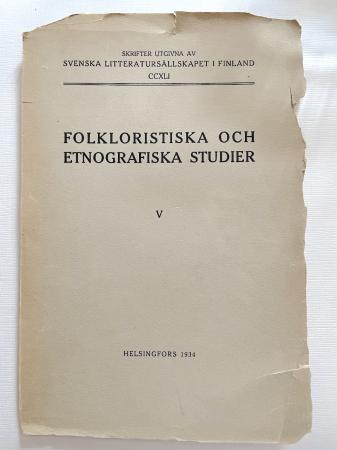 SKRIFTER UTGIVNA AV
SVENSKA LITTERATURSÄLLSKAPET I FINLAND
CCXLI
FOLKLORISTISKA OCH
ETNOGRAFISKA STUDIER
V
HELSINGFORS 1934